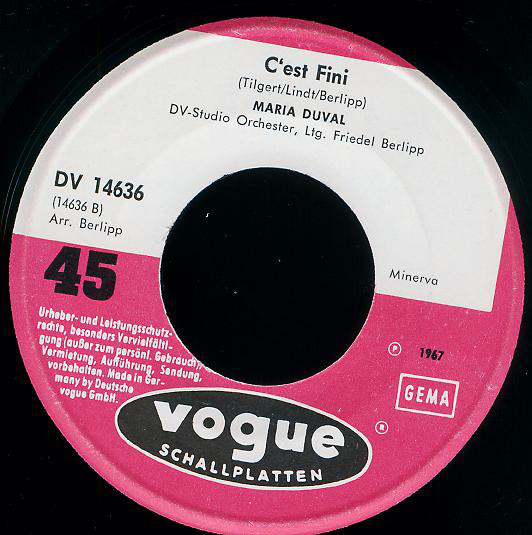 C'est Fini
(Tilgert/Lindt/Berlipp)
MARIA DUVAL
DV-Studio Orchester, Ltg. Friedel Berlipp
DV 14636
(14636 B)
Arr. Berlipp
Minerva
45
Urheber- und Leistungsschutz-
rechte, besonders Vervielfälti-
gung (außer zum persönl. Gebrauch),
Vermietung, Aufführung, Sendung,
vorbehalten. Made in Ger-
many by Deutsche
vogue GmbH.
Ⓟ 1967
GEMA
vogue ®
SCHALLPLATTEN